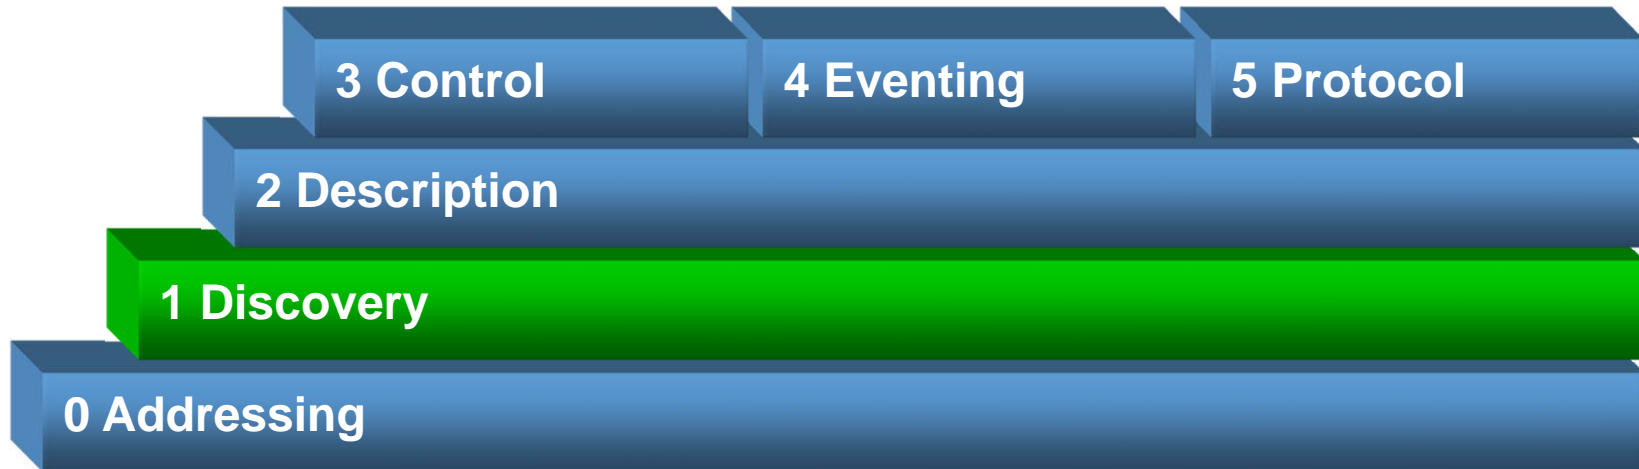 3 Control
4 Eventing
5 Protocol
2 Description
1 Discovery
0 Addressing